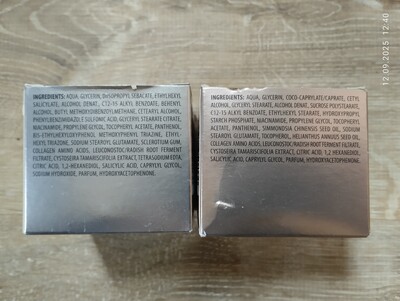 INGREDIENTS: AQUA, GLYCERIN, DIISOPROPYL SEBACATE, ETHYLHEXYL
SALICYLATE, ALCOHOL DENAT., C12-15 ALKYL BENZOATE, BEHENYL
ALCOHOL, BUTYL METHOXYDIBENZOYLMETHANE, CETEARYL ALCOHOL,
PHENYLBENZIMIDAZOLE SULFONIC ACID, GLYCERYL STEARATE CITRATE,
NIACINAMIDE, PROPYLENE GLYCOL, TOCOPHERYL ACETATE, PANTHENOL,
METHOXYPHENYL TRIAZINE, ETHYL
HEXYL TRIAZONE, SODIUM STEAROYL GLUTAMATE, SCLEROTIUM GUM,
COLLAGEN AMINO ACIDS, LEUCONOSTOC/RADISH ROOT FERMENT
FILTRATE, CYSTOSEIRA TAMARISCIFOLIA EXTRACT, TETRASODIUM EDTA,
CITRIC ACID, 1,2-HEXANEDIOL, SALICYLIC ACID, CAPRYLYL GLYCOL,
SODIUM HYDROXIDE, PARFUM, HYDROXYACETOPHENONE.
INGREDIENTS: AQUA, GLYCERIN, COCO-CAPRYLATE/CAPRATE, CETYL
ALCOHOL, GLYCERYL STEARATE, ALCOHOL DENAT., SUCROSE POLYSTEARATE,
C12-15 ALKYL BENZOATE, ETHYLHEXYL STEARATE, HYDROXYPROPYL
STARCH PHOSPHATE, NIACINAMIDE, PROPYLENE GLYCOL, TOCOPHERYL
ACETATE, PANTHENOL, SIMMONDSIA CHINENSIS SEED OIL, SODIUM
STEAROYL GLUTAMATE, TOCOPHEROL, HELIANTHUS ANNUUS SEED OIL,
COLLAGEN AMINO ACIDS, LEUCONOSTOC/RADISH ROOT FERMENT FILTRATE,
CYSTOSEIRA TAMARISCIFOLIA EXTRACT, CITRIC ACID, 1,2-HEXANEDIOL,
SALICYLIC ACID, CAPRYLYL GLYCOL, PARFUM, HYDROXYACETOPHENONE.
12.09.2025 12:40